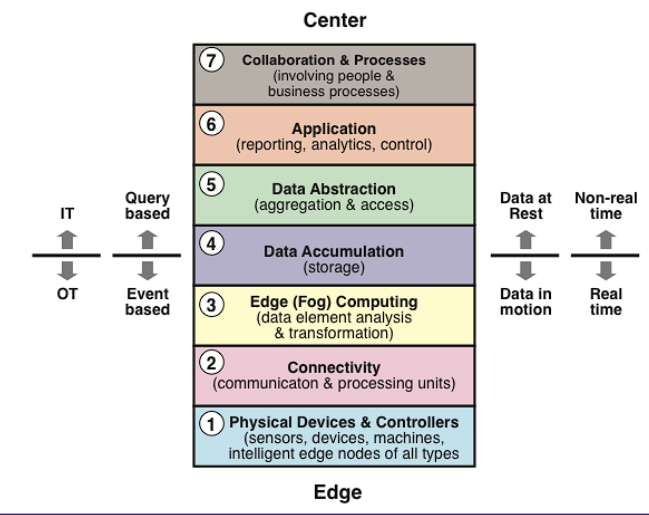 Center
7
Collaboration & Processes
(involving people &
business processes)
6
Application
(reporting, analytics, control)
5
Data Abstraction
(aggregation & access)
4
Data Accumulation
(storage)
3
Edge (Fog) Computing
(data element analysis
& transformation)
2
Connectivity
(communicaton & processing units)
1
Physical Devices & Controllers
(sensors, devices, machines,
intelligent edge nodes of all types
Edge
IT
OT
Query
based
Event
based
Data at
Rest
Data in
motion
Non-real
time
Real
time